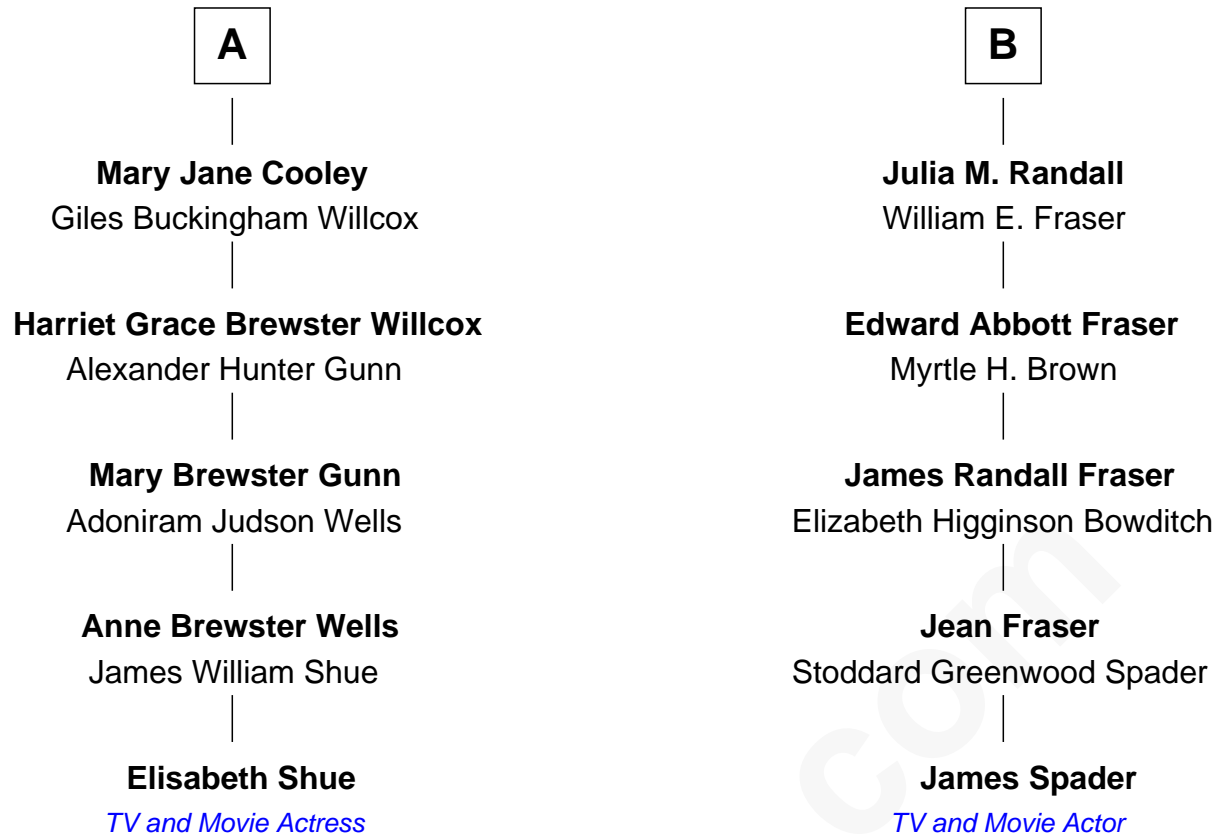 A
Mary Jane Cooley
Giles Buckingham Willcox
Harriet Grace Brewster Willcox
Alexander Hunter Gunn
Mary Brewster Gunn
Adoniram Judson Wells
Anne Brewster Wells
James William Shue
Elisabeth Shue
TV and Movie Actress
B
Julia M. Randall
William E. Fraser
Edward Abbott Fraser
Myrtle H. Brown
James Randall Fraser
Elizabeth Higginson Bowditch
Jean Fraser
Stoddard Greenwood Spader
James Spader
TV and Movie Actor
com